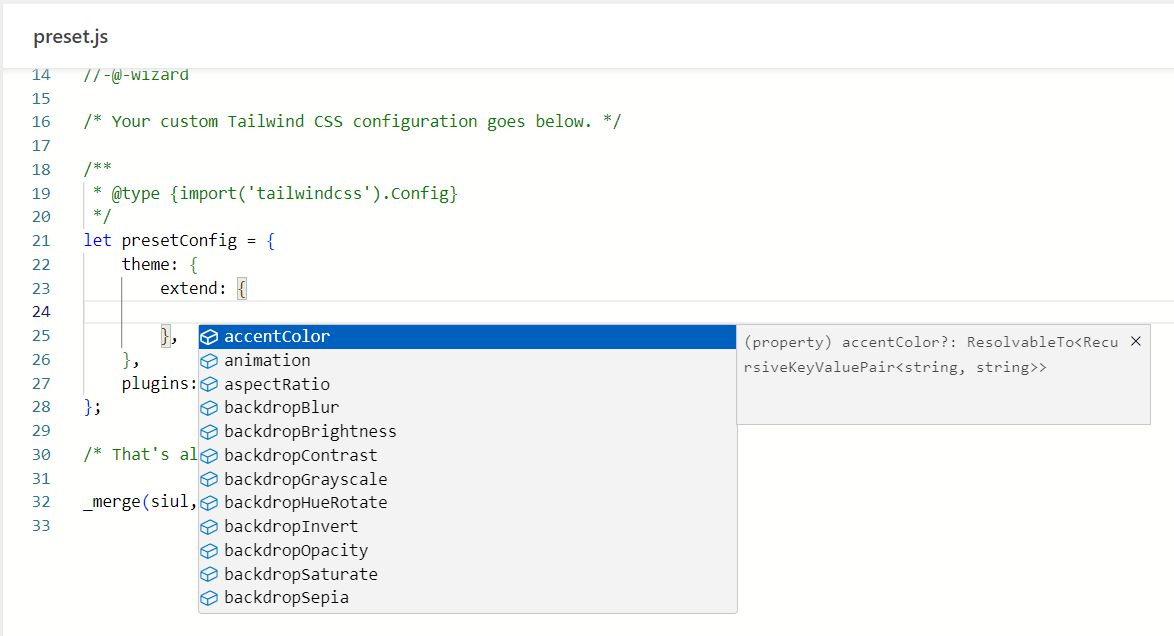 preset.js
14 //-@-wizard
15
16 /* Your custom Tailwind CSS configuration goes below. */
17
18 /**
19 * @type {import('tailwindcss').Config}
20 */
21 let presetConfig = {
22 theme: {
23 extend: {
24
25 },
26 },
27 plugins:
28 };
29
30 /* That's al
31
32 _merge(siul,
33
accentColor
animation
aspectRatio
backdropBlur
backdropBrightness
backdropContrast
backdropGrayscale
backdropHueRotate
backdropInvert
backdropOpacity
backdropSaturate
backdropSepia
(property) accentColor?: ResolvableTo<Recu
rsiveKeyValuePair<string, string>>